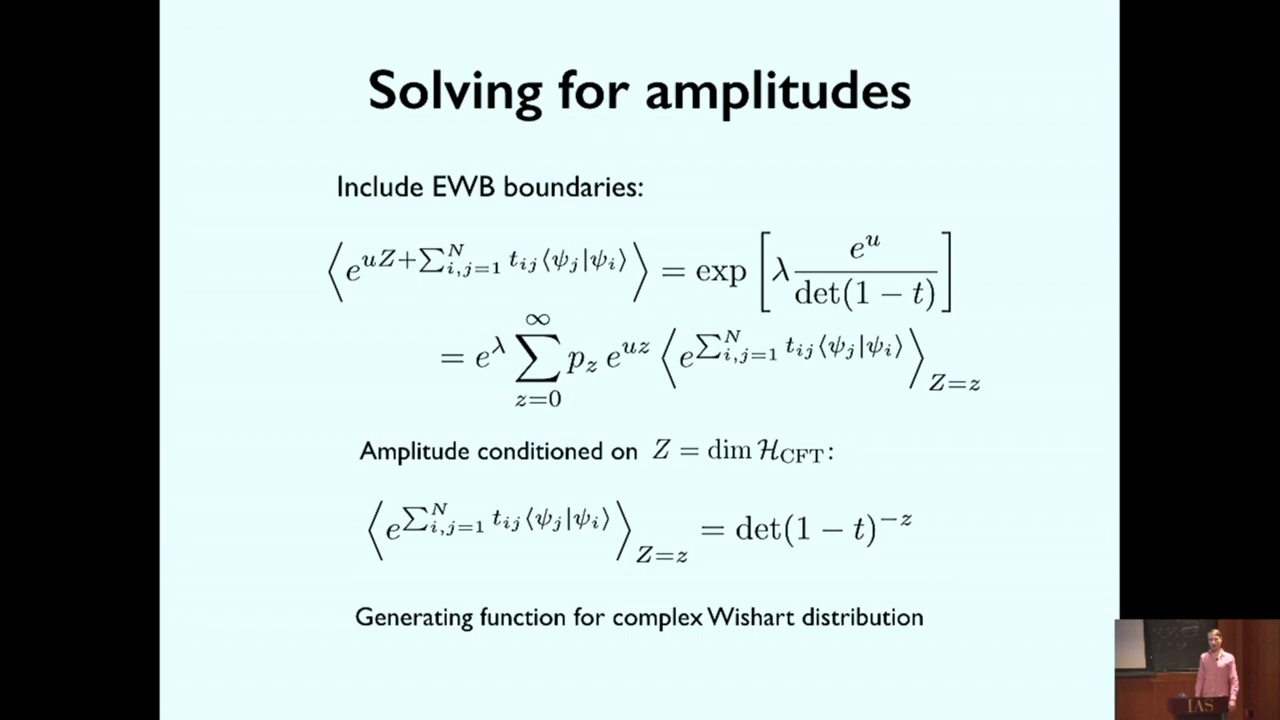 Solving for amplitudes
Include EWB boundaries:
⟨e^{uZ+∑_{i,j=1}^{N} t_{ij}⟨ψ_j|ψ_i⟩}⟩ = exp[λ e^u / det(1 − t)]
= e^λ ∑_{z=0}^{∞} p_z e^{uz} ⟨e^{∑_{i,j=1}^{N} t_{ij}⟨ψ_j|ψ_i⟩}⟩_{Z=z}
Amplitude conditioned on Z = dim ℋ_{CFT}:
⟨e^{∑_{i,j=1}^{N} t_{ij}⟨ψ_j|ψ_i⟩}⟩_{Z=z} = det(1 − t)^{−z}
Generating function for complex Wishart distribution
IAS